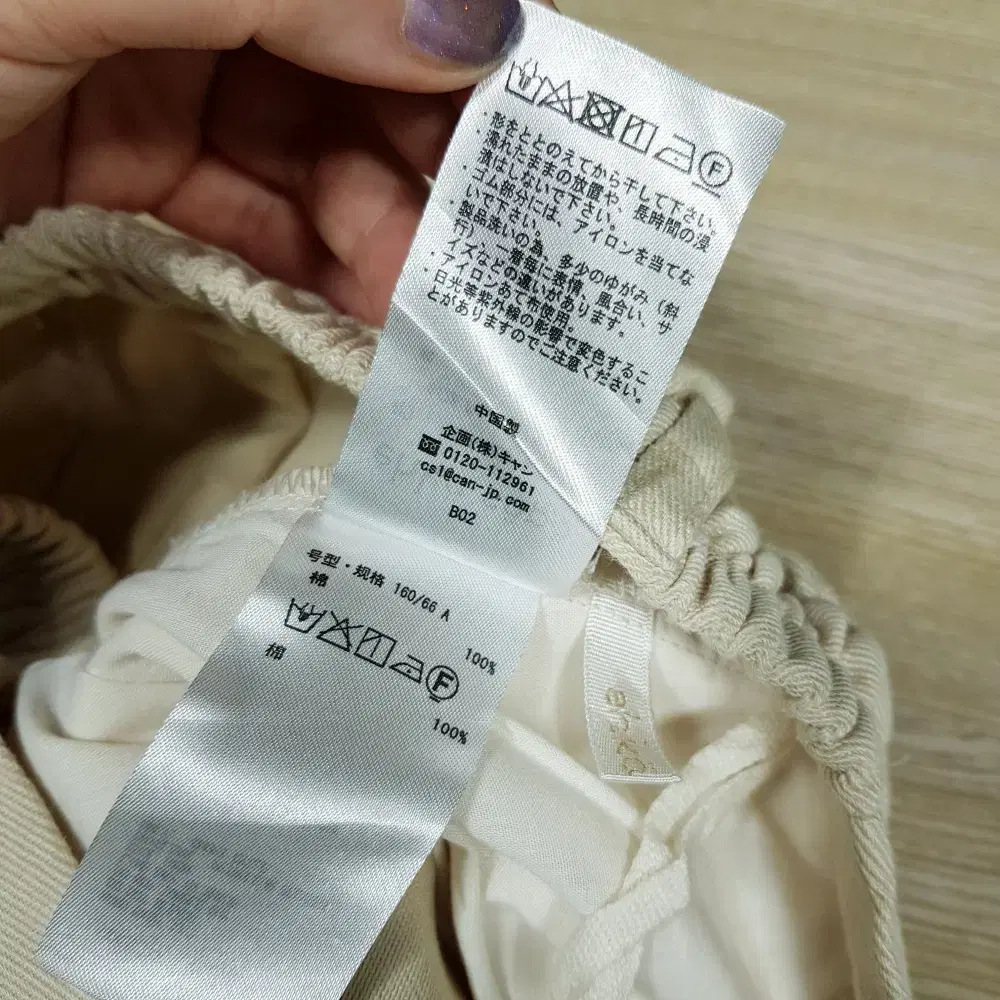 F
・形をととのえてから干して下さい。
・濡れたままの放置や、長時間の浸
漬はしないで下さい。
・ゴム部分には、アイロンを当てな
いで下さい。
・製品洗いの為、多少のゆがみ（斜
行）、一着毎に表情、風合い、サ
イズなどの違いがあります。
・アイロンあて布使用。
・日光等紫外線の影響で変色するこ
とがありますのでご注意ください。
中国製
企画(株)キャン
0120-112961
cs1@can-jp.com
B02
号型・规格 160/66 A
棉 100%
F
棉 100%